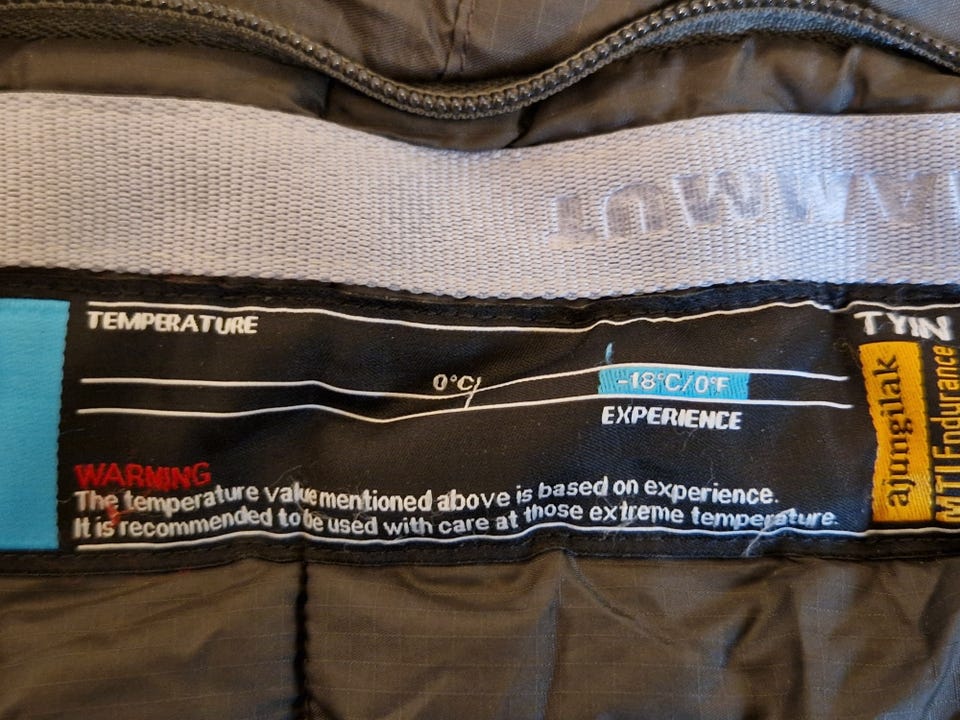 AMMUT
TEMPERATURE
TYIN
0°C/
-18°C/0°F
EXPERIENCE
ajungilak
MTI Endurance
WARNING
The temperature value mentioned above is based on experience.
It is recommended to be used with care at those extreme temperature.